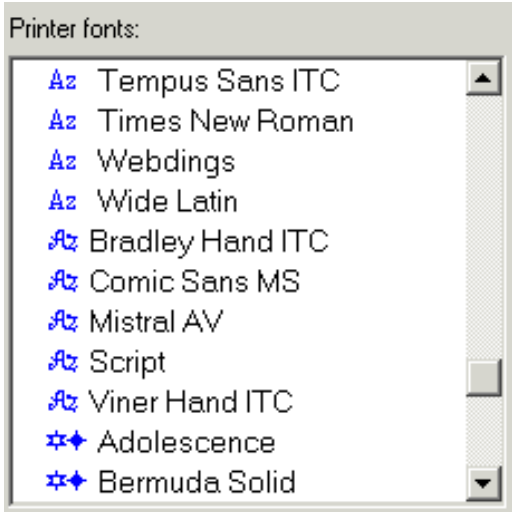 Printer fonts:
Az Tempus Sans ITC
Az Times New Roman
Az Webdings
Az Wide Latin
Az Bradley Hand ITC
Az Comic Sans MS
Az Mistral AV
Az Script
Az Viner Hand ITC
Adolescence
Bermuda Solid